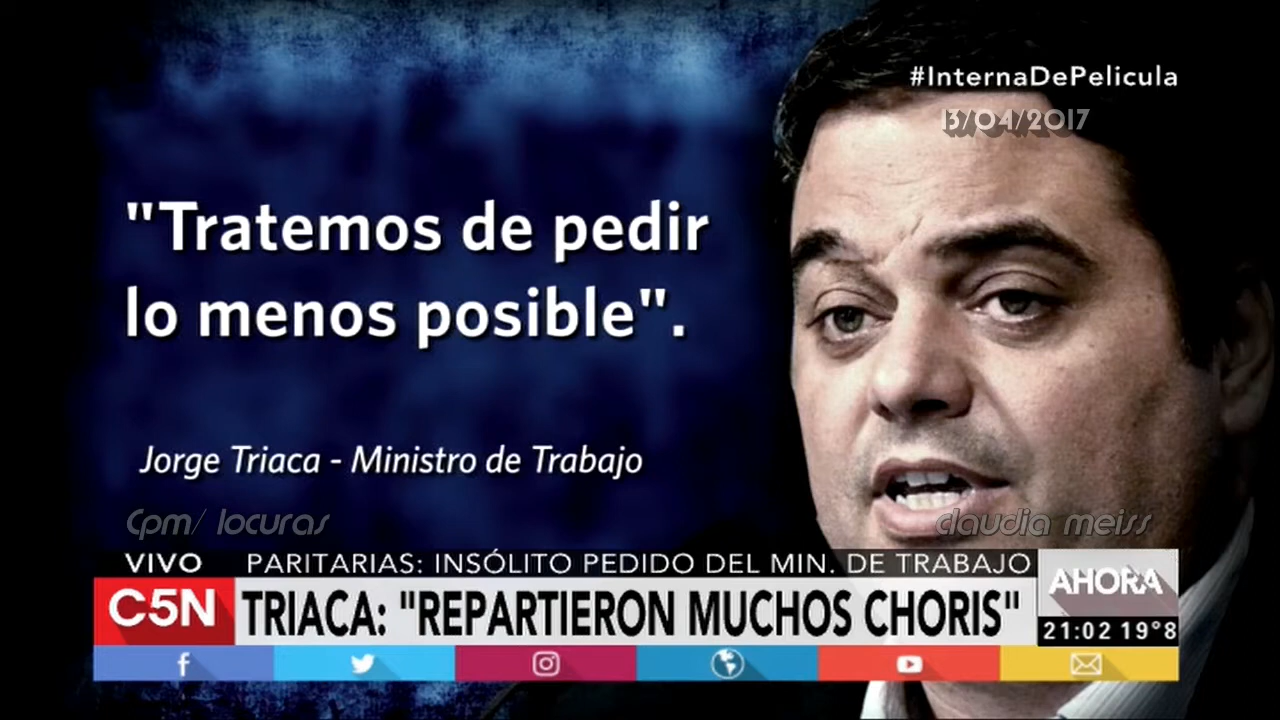 #InternaDePelicula
13/04/2017
"Tratemos de pedir
lo menos posible".
Jorge Triaca - Ministro de Trabajo
Cpm/ locuras
claudia meiss
VIVO
PARITARIAS: INSÓLITO PEDIDO DEL MIN. DE TRABAJO
C5N
TRIACA: "REPARTIERON MUCHOS CHORIS"
AHORA
21:02 19°8